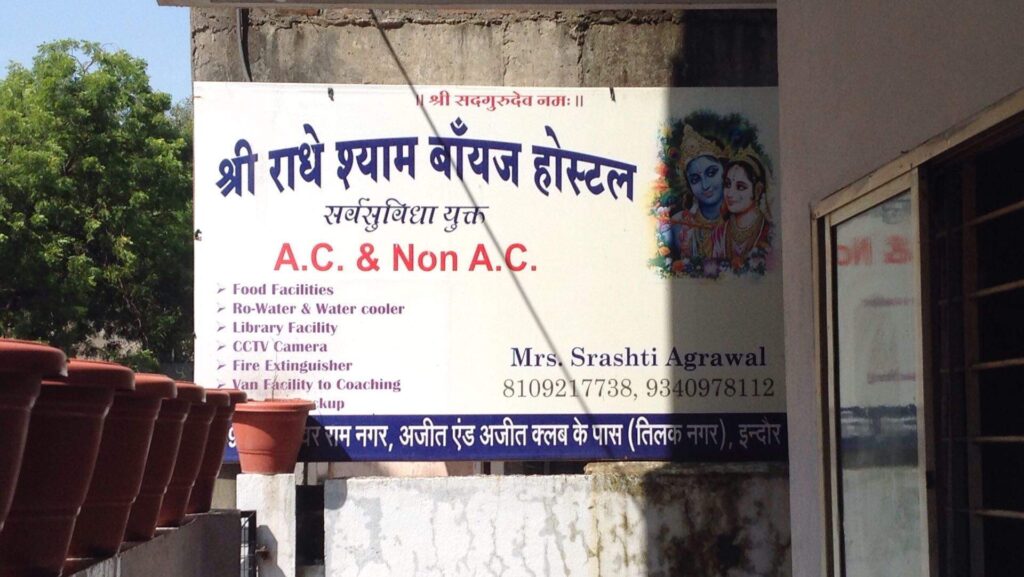 ॥ श्री सदगुरुदेव नमः ॥
श्री राधे श्याम बाँयज होस्टल
सर्वसुविधा युक्त
A.C. & Non A.C.
➢ Food Facilities
➢ Ro-Water & Water cooler
➢ Library Facility
➢ CCTV Camera
➢ Fire Extinguisher
➢ Van Facility to Coaching
Mrs. Srashti Agrawal
8109217738, 9340978112
राम नगर, अजीत एंड अजीत क्लब के पास (तिलक नगर), इन्दौर